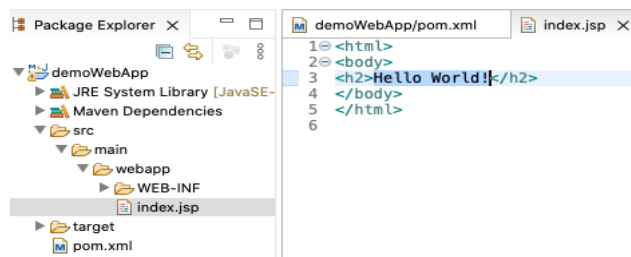 Package Explorer
demoWebApp
JRE System Library [JavaSE-
Maven Dependencies
src
main
webapp
WEB-INF
index.jsp
target
pom.xml
demoWebApp/pom.xml
index.jsp
1 <html>
2 <body>
3 <h2>Hello World!</h2>
4 </body>
5 </html>
6